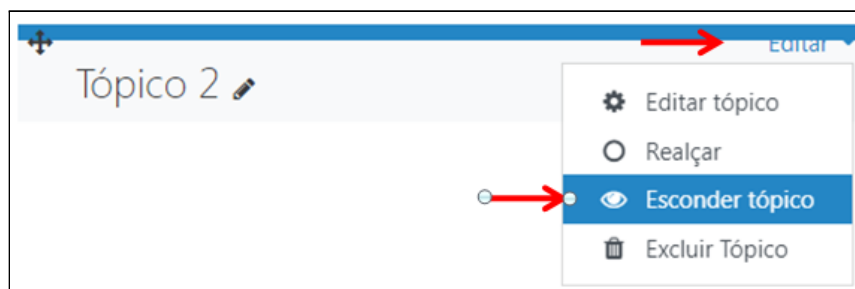 Editar
Tópico 2
Editar tópico
Realçar
Esconder tópico
Excluir Tópico